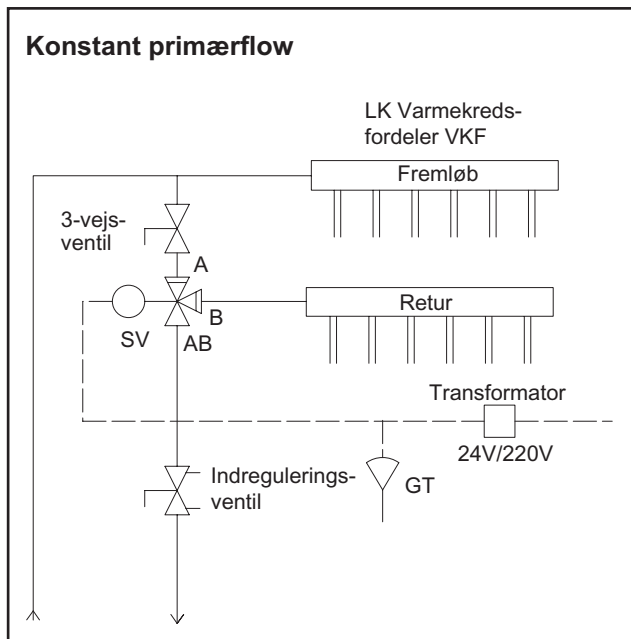 Konstant primærflow
LK Varmekreds-
fordeler VKF
Fremløb
3-vejs-
ventil
A
B
Retur
SV
AB
Transformator
24V/220V
Indregulerings-
ventil
GT